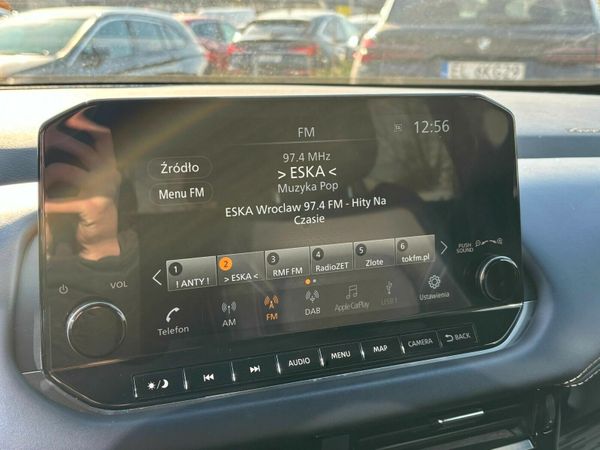 EL 6KG79
FM
12:56
97.4 MHz
> ESKA <
Muzyka Pop
ESKA Wroclaw 97.4 FM - Hity Na
Czasie
Źródło
Menu FM
1
! ANTY !
2
> ESKA <
3
RMF FM
4
RadioZET
5
Zlote
6
tokfm.pl
VOL
PUSH
SOUND
Telefon
AM
FM
DAB
Apple CarPlay
USB1
Ustawienia
AUDIO
MENU
MAP
CAMERA
BACK